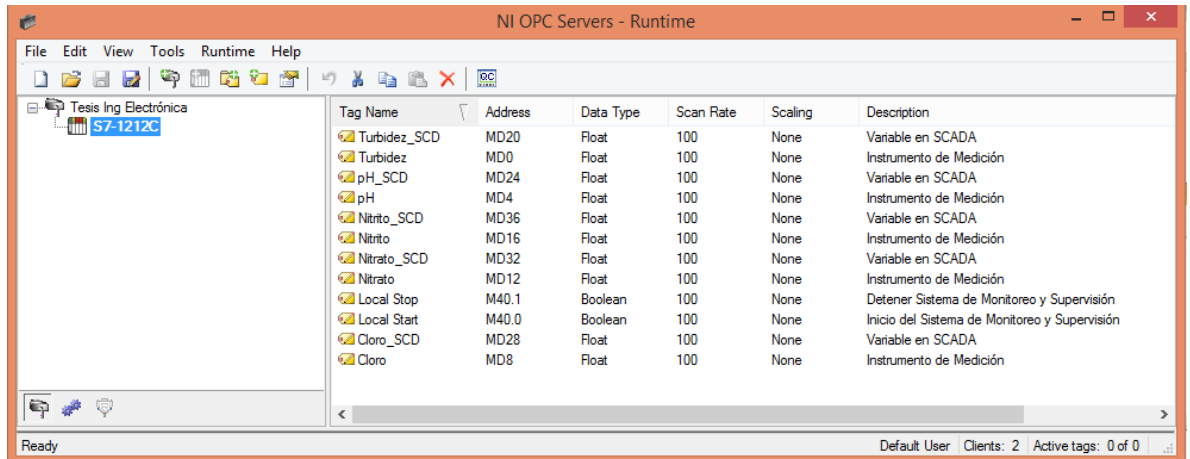 NI OPC Servers - Runtime
File Edit View Tools Runtime Help
QC
Tesis Ing Electrónica
S7-1212C
Tag Name Address Data Type Scan Rate Scaling Description
Turbidez_SCD MD20 Float 100 None Variable en SCADA
Turbidez MD0 Float 100 None Instrumento de Medición
pH_SCD MD24 Float 100 None Variable en SCADA
pH MD4 Float 100 None Instrumento de Medición
Nitrito_SCD MD36 Float 100 None Variable en SCADA
Nitrito MD16 Float 100 None Instrumento de Medición
Nitrato_SCD MD32 Float 100 None Variable en SCADA
Nitrato MD12 Float 100 None Instrumento de Medición
Local Stop M40.1 Boolean 100 None Detener Sistema de Monitoreo y Supervisión
Local Start M40.0 Boolean 100 None Inicio del Sistema de Monitoreo y Supervisión
Cloro_SCD MD28 Float 100 None Variable en SCADA
Cloro MD8 Float 100 None Instrumento de Medición
Ready Default User Clients: 2 Active tags: 0 of 0